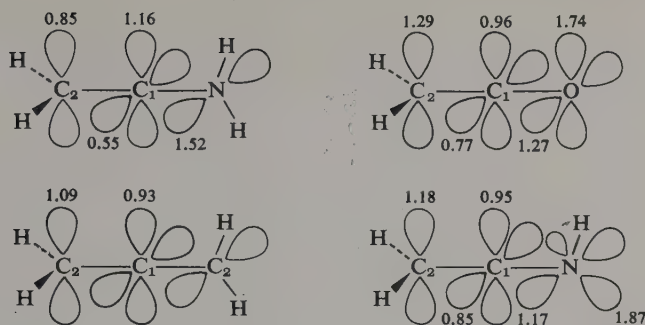 0.85 1.16
H H
C₂ C₁ N
H H
0.55 1.52
1.29 0.96 1.74
H
C₂ C₁ O
H
0.77 1.27
1.09 0.93
H H
C₂ C₁ C₂
H H
1.18 0.95
H H
C₂ C₁ N
H
0.85 1.17 1.87